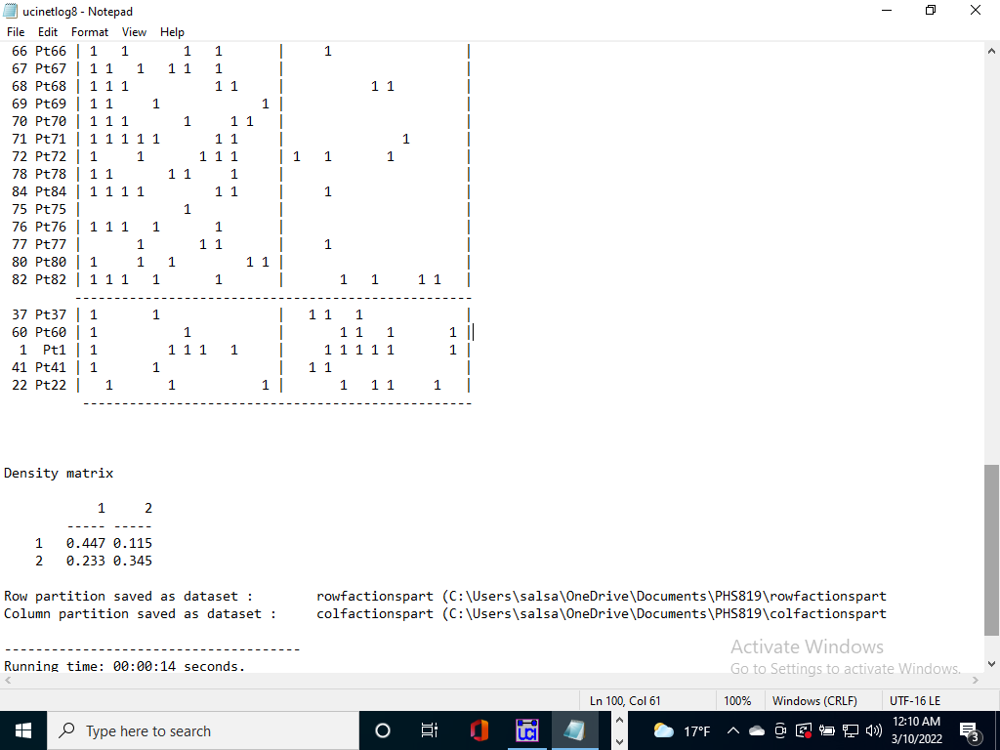 ucinetlog8 - Notepad
File Edit Format View Help
66 Pt66 | 1   1       1   1       |     1                 |
67 Pt67 | 1 1   1   1 1   1       |                       |
68 Pt68 | 1 1 1           1 1     |           1 1         |
69 Pt69 | 1 1     1             1 |                       |
70 Pt70 | 1 1 1       1     1 1   |                       |
71 Pt71 | 1 1 1 1 1       1 1     |               1       |
72 Pt72 | 1     1       1 1 1     | 1   1       1         |
78 Pt78 | 1 1       1 1     1     |                       |
84 Pt84 | 1 1 1 1         1 1     |     1                 |
75 Pt75 |             1           |                       |
76 Pt76 | 1 1 1   1       1       |                       |
77 Pt77 |       1       1 1       |     1                 |
80 Pt80 | 1     1   1         1 1 |                       |
82 Pt82 | 1 1 1   1       1       |       1   1     1 1   |
---------------------------------------------------
37 Pt37 | 1       1               |   1 1   1             |
60 Pt60 | 1           1           |       1 1   1       1 |
1  Pt1 | 1         1 1 1   1     |     1 1 1 1 1       1 |
41 Pt41 | 1       1               |   1 1                 |
22 Pt22 |   1       1           1 |       1   1 1     1   |
--------------------------------------------------
Density matrix
1     2
----- -----
1   0.447 0.115
2   0.233 0.345
Row partition saved as dataset :        rowfactionspart (C:\Users\salsa\OneDrive\Documents\PHS819\rowfactionspart
Column partition saved as dataset :     colfactionspart (C:\Users\salsa\OneDrive\Documents\PHS819\colfactionspart
--------------------------------------
Running time: 00:00:14 seconds.
Activate Windows
Go to Settings to activate Windows.
Ln 100, Col 61 100% Windows (CRLF) UTF-16 LE
Type here to search UCI 17°F 12:10 AM
3/10/2022 3